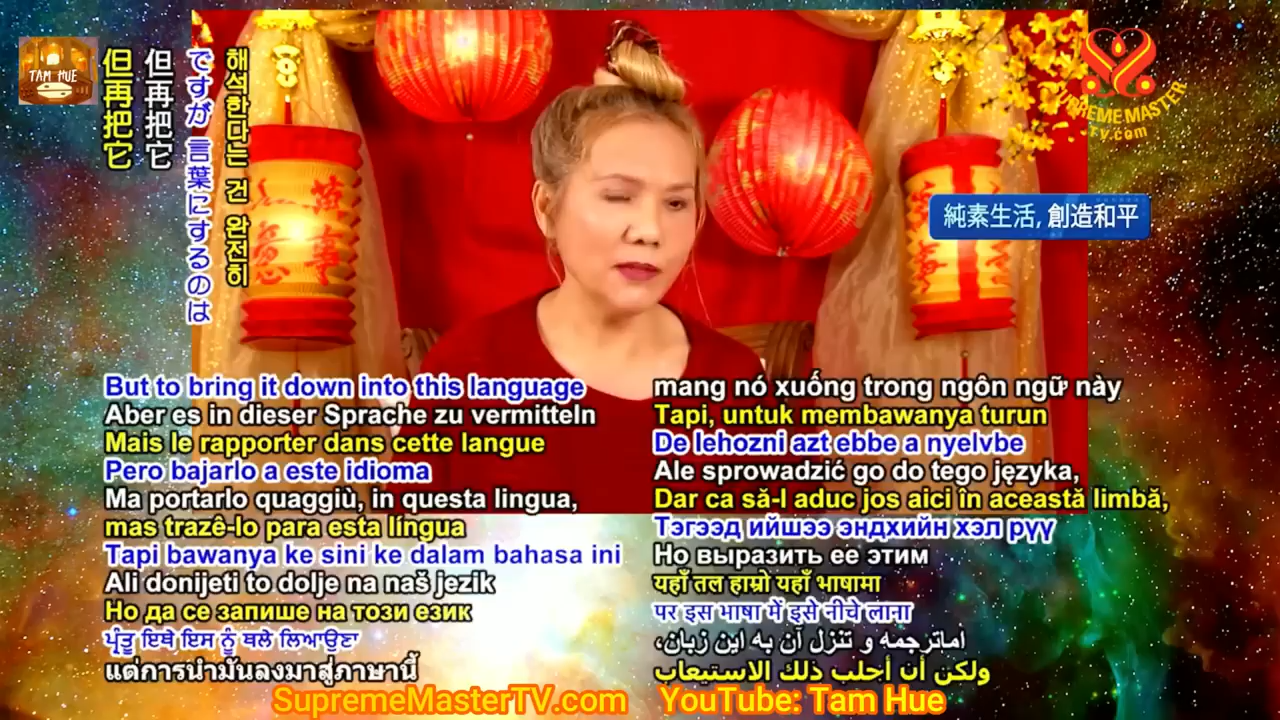 TAM HUE
但再把它
但再把它
ですが 言葉にするのは
해석한다는 건 완전히
SUPREME MASTER
TV.com
純素生活, 創造和平
But to bring it down into this language
Aber es in dieser Sprache zu vermitteln
Mais le rapporter dans cette langue
Pero bajarlo a este idioma
Ma portarlo quaggiù, in questa lingua,
mas trazê-lo para esta língua
Tapi bawanya ke sini ke dalam bahasa ini
Ali donijeti to dolje na naš jezik
Но да се запише на този език
ਪ੍ਰੰਤੂ ਇਥੇ ਇਸ ਨੂੰ ਥਲੇ ਲਿਆਉਣਾ
แต่การนำมันลงมาสู่ภาษานี้
mang nó xuống trong ngôn ngữ này
Tapi, untuk membawanya turun
De lehozni azt ebbe a nyelvbe
Ale sprowadzić go do tego języka,
Dar ca să-l aduc jos aici în această limbă,
Тэгээд ийшээ эндхийн хэл рүү
Но выразить ее этим
यहाँ तल हाम्रो यहाँ भाषामा
पर इस भाषा में इसे नीचे लाना
اماترجمه و تنزل آن به این زبان،
ولكن أن أجلب ذلك الاستيعاب
SupremeMasterTV.com YouTube: Tam Hue